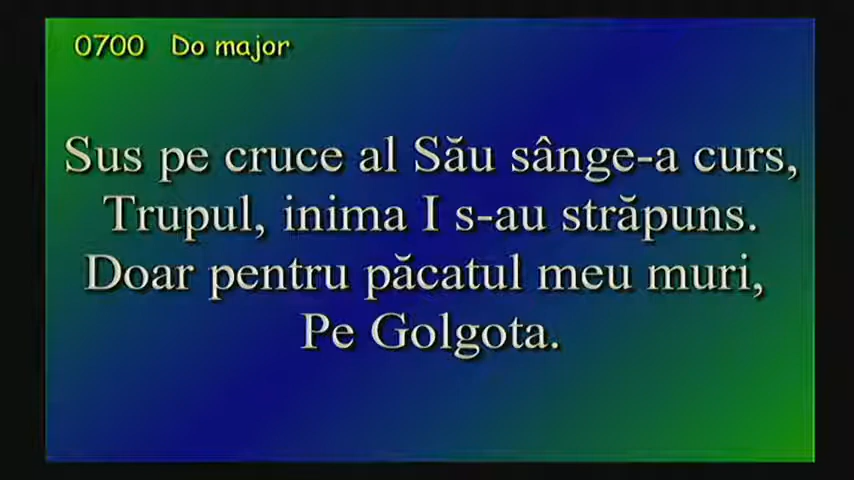 0700 Do major
Sus pe cruce al Său sânge-a curs,
Trupul, inima I s-au străpuns.
Doar pentru păcatul meu muri,
Pe Golgota.